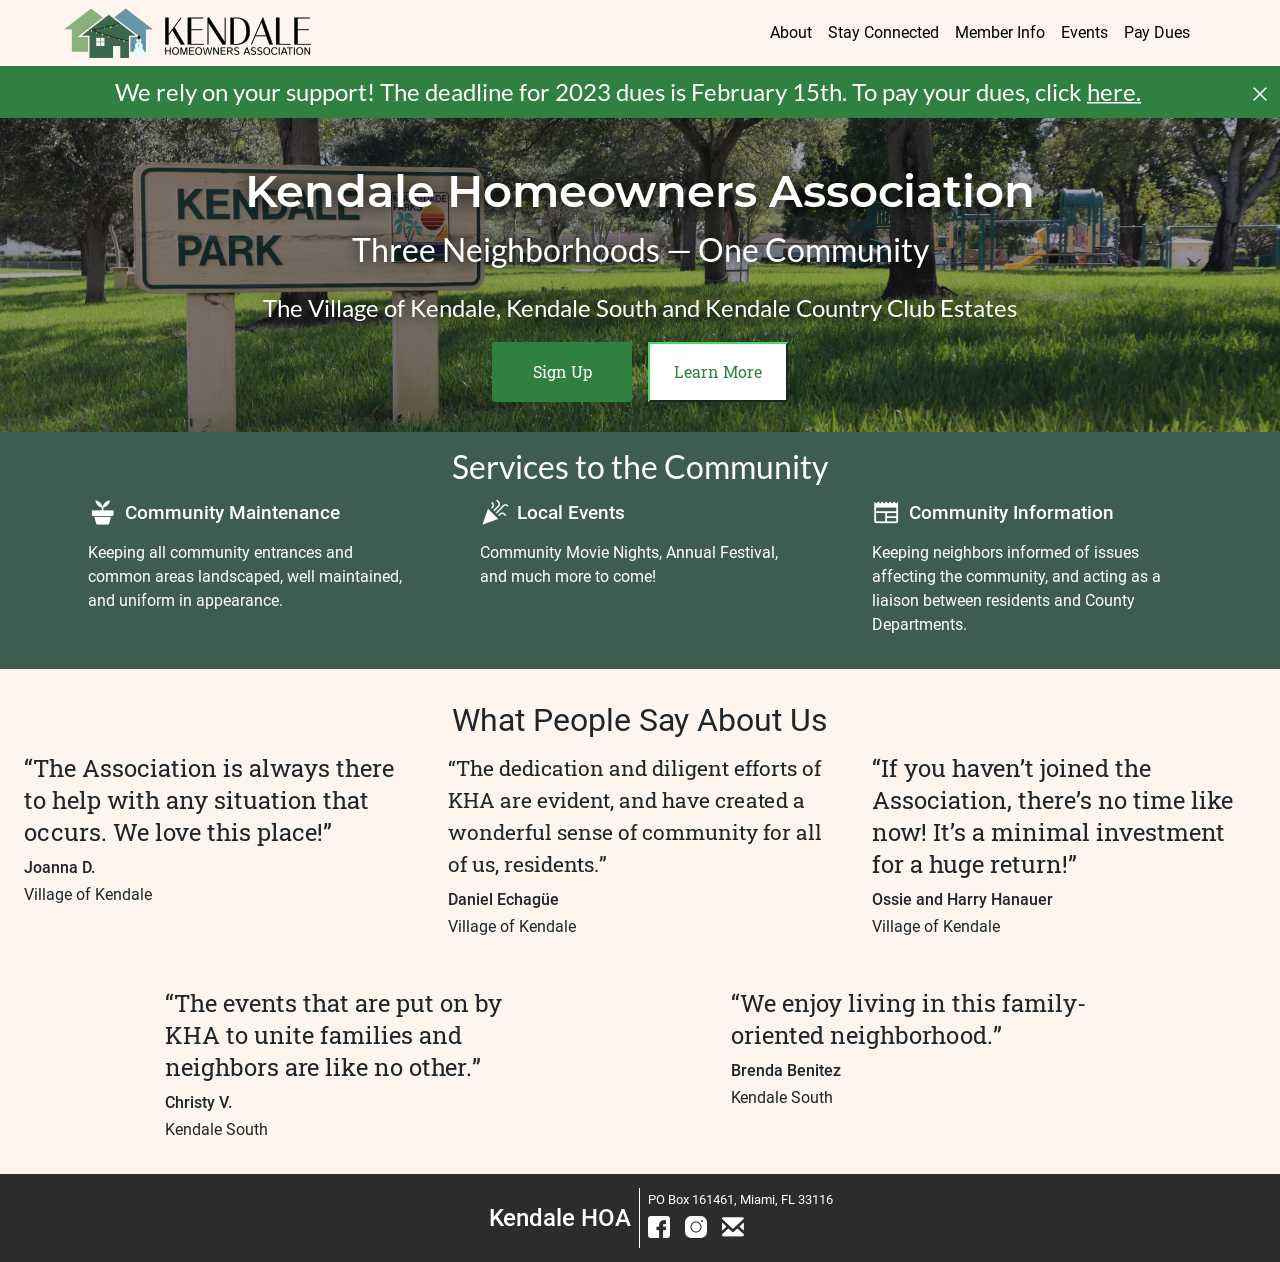 KENDALE
HOMEOWNERS ASSOCIATION
About Stay Connected Member Info Events Pay Dues
We rely on your support! The deadline for 2023 dues is February 15th. To pay your dues, click here.
KENDALE
PARK
Kendale Homeowners Association
Three Neighborhoods — One Community
The Village of Kendale, Kendale South and Kendale Country Club Estates
Sign Up
Learn More
Services to the Community
Community Maintenance
Keeping all community entrances and
common areas landscaped, well maintained,
and uniform in appearance.
Local Events
Community Movie Nights, Annual Festival,
and much more to come!
Community Information
Keeping neighbors informed of issues
affecting the community, and acting as a
liaison between residents and County
Departments.
What People Say About Us
“The Association is always there
to help with any situation that
occurs. We love this place!”
Joanna D.
Village of Kendale
“The dedication and diligent efforts of
KHA are evident, and have created a
wonderful sense of community for all
of us, residents.”
Daniel Echagüe
Village of Kendale
“If you haven’t joined the
Association, there’s no time like
now! It’s a minimal investment
for a huge return!”
Ossie and Harry Hanauer
Village of Kendale
“The events that are put on by
KHA to unite families and
neighbors are like no other.”
Christy V.
Kendale South
“We enjoy living in this family-
oriented neighborhood.”
Brenda Benitez
Kendale South
Kendale HOA
PO Box 161461, Miami, FL 33116